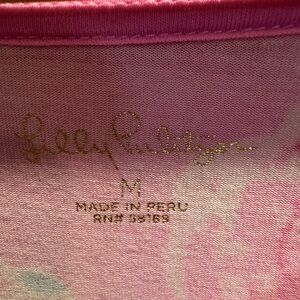 Lilly Pulitzer
M
MADE IN PERU
RN# 58169